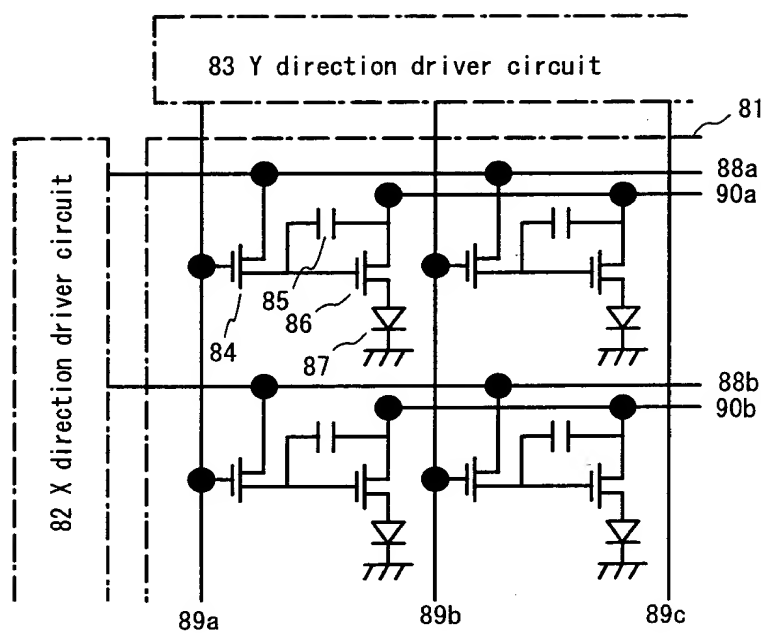 83 Y direction driver circuit
81
82 X direction driver circuit
88a
90a
84
85
86
87
88b
90b
89a
89b
89c